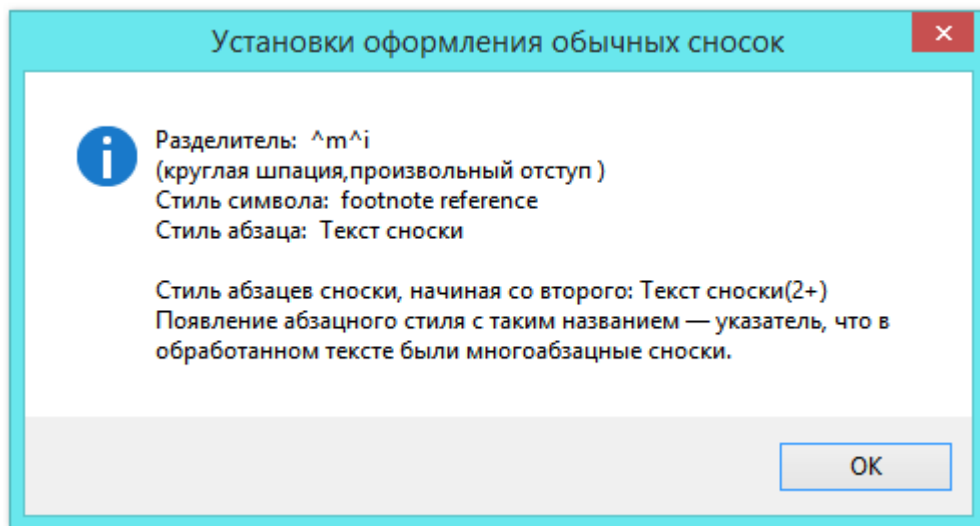 Установки оформления обычных сносок
Разделитель: ^m^i
(круглая шпация,произвольный отступ )
Стиль символа: footnote reference
Стиль абзаца: Текст сноски
Стиль абзацев сноски, начиная со второго: Текст сноски(2+)
Появление абзацного стиля с таким названием — указатель, что в
обработанном тексте были многоабзацные сноски.
OK